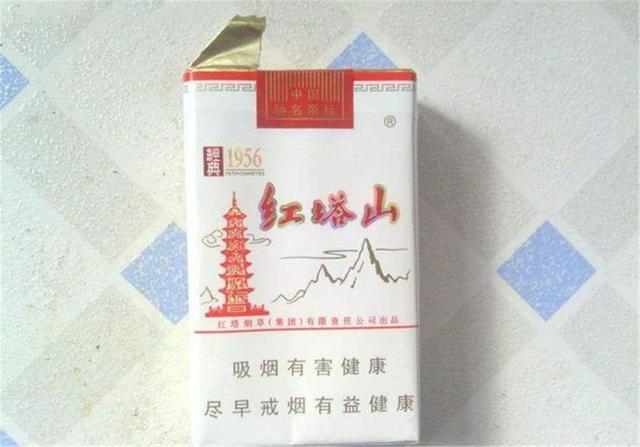 中国
驰名商标
®
經典
1956
红塔山
红塔烟草(集团)有限责任公司出品
吸烟有害健康
尽早戒烟有益健康